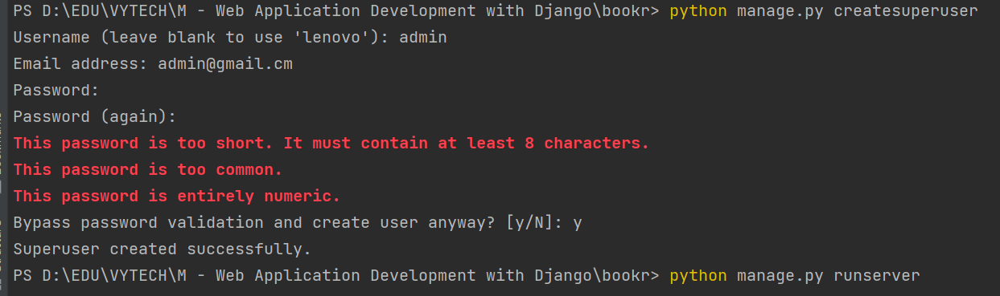 PS D:\EDU\VYTECH\M - Web Application Development with Django\bookr> python manage.py createsuperuser
Username (leave blank to use 'lenovo'): admin
Email address: admin@gmail.cm
Password:
Password (again):
This password is too short. It must contain at least 8 characters.
This password is too common.
This password is entirely numeric.
Bypass password validation and create user anyway? [y/N]: y
Superuser created successfully.
PS D:\EDU\VYTECH\M - Web Application Development with Django\bookr> python manage.py runserver